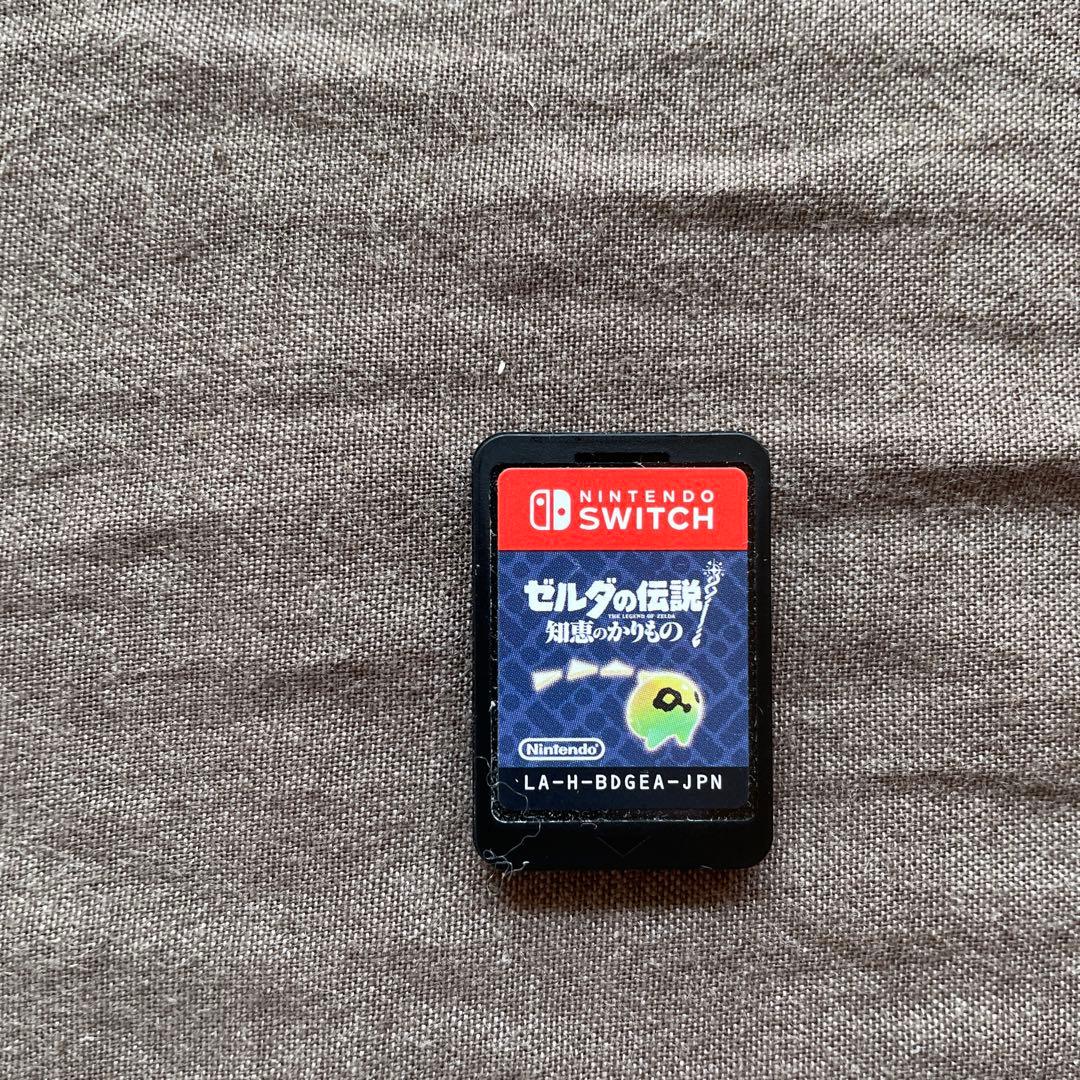 NINTENDO
SWITCH
ゼルダの伝説
THE LEGEND OF ZELDA
知恵のかりもの
Nintendo
LA-H-BDGEA-JPN